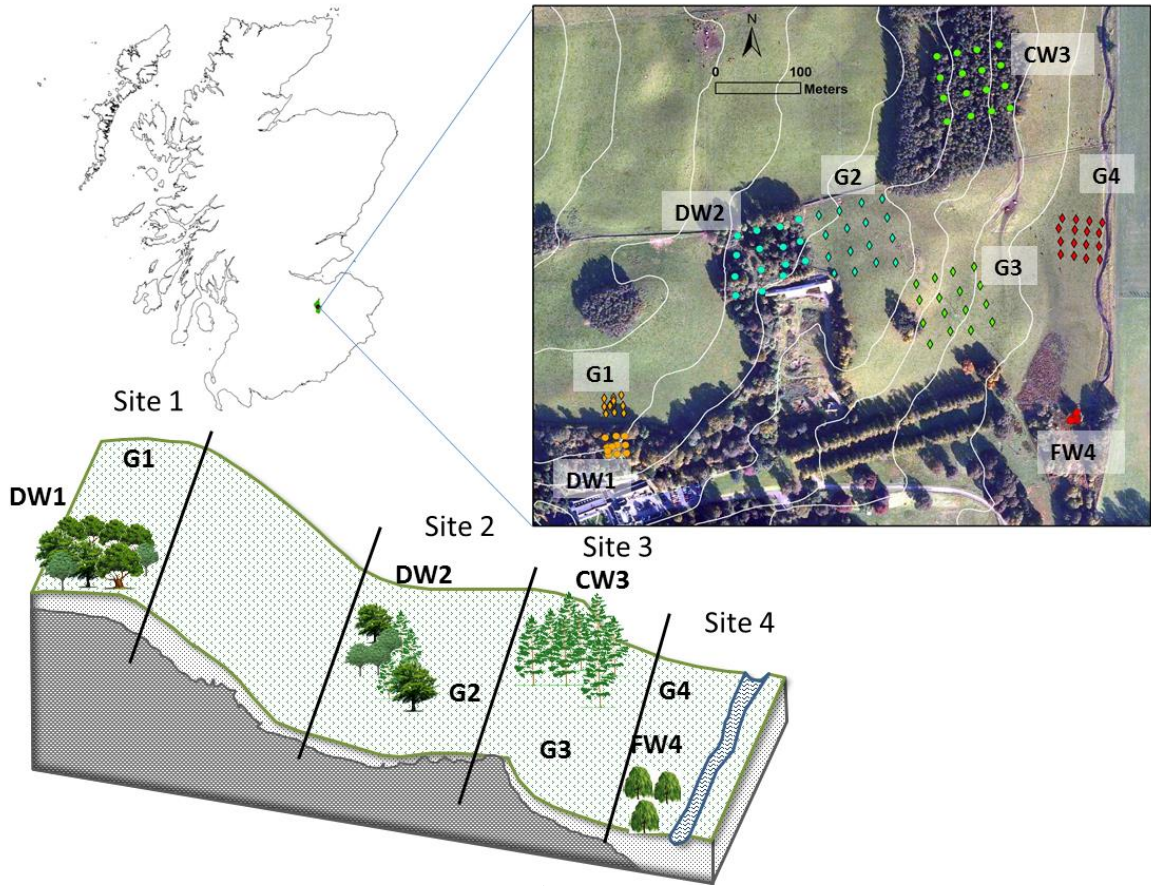 N
0 100
Meters
CW3
G2
G4
DW2
G3
G1
FW4
DW1
Site 1
G1
DW1
Site 2
Site 3
DW2
CW3
Site 4
G2
G4
G3
FW4